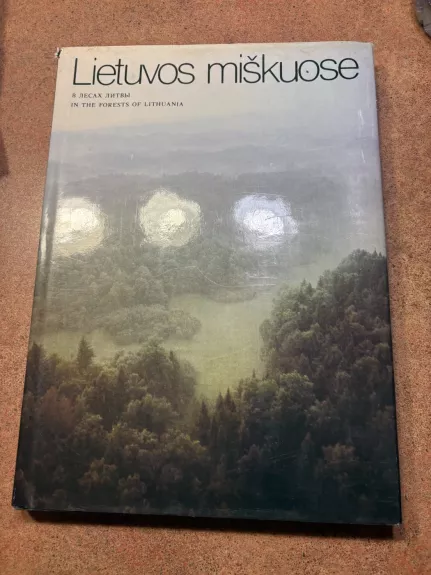 Lietuvos miškuose
В ЛЕСАХ ЛИТВЫ
IN THE FORESTS OF LITHUANIA